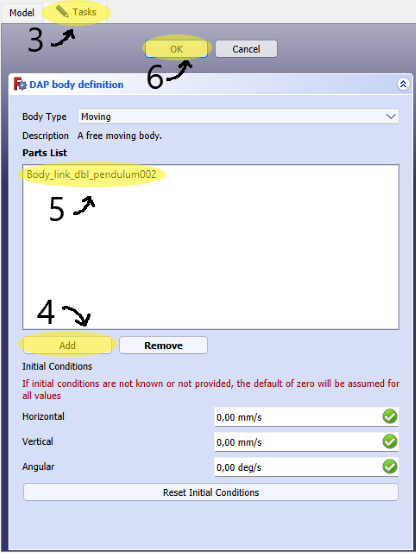 Model Tasks
3
OK Cancel
6
DAP body definition
Body Type Moving
Description A free moving body.
Parts List
Body_link_dbl_pendulum002
5
4
Add Remove
Initial Conditions
If initial conditions are not known or not provided, the default of zero will be assumed for
all values
Horizontal 0,00 mm/s
Vertical 0,00 mm/s
Angular 0,00 deg/s
Reset Initial Conditions